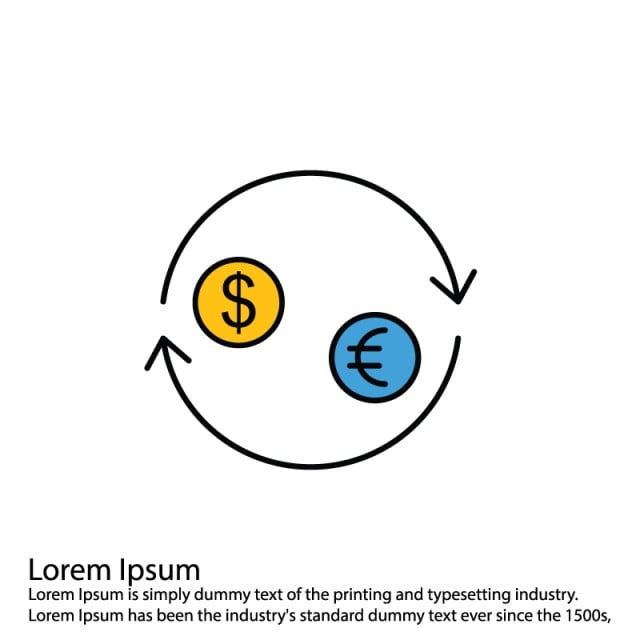 $
€
Lorem Ipsum
Lorem Ipsum is simply dummy text of the printing and typesetting industry.
Lorem Ipsum has been the industry's standard dummy text ever since the 1500s,